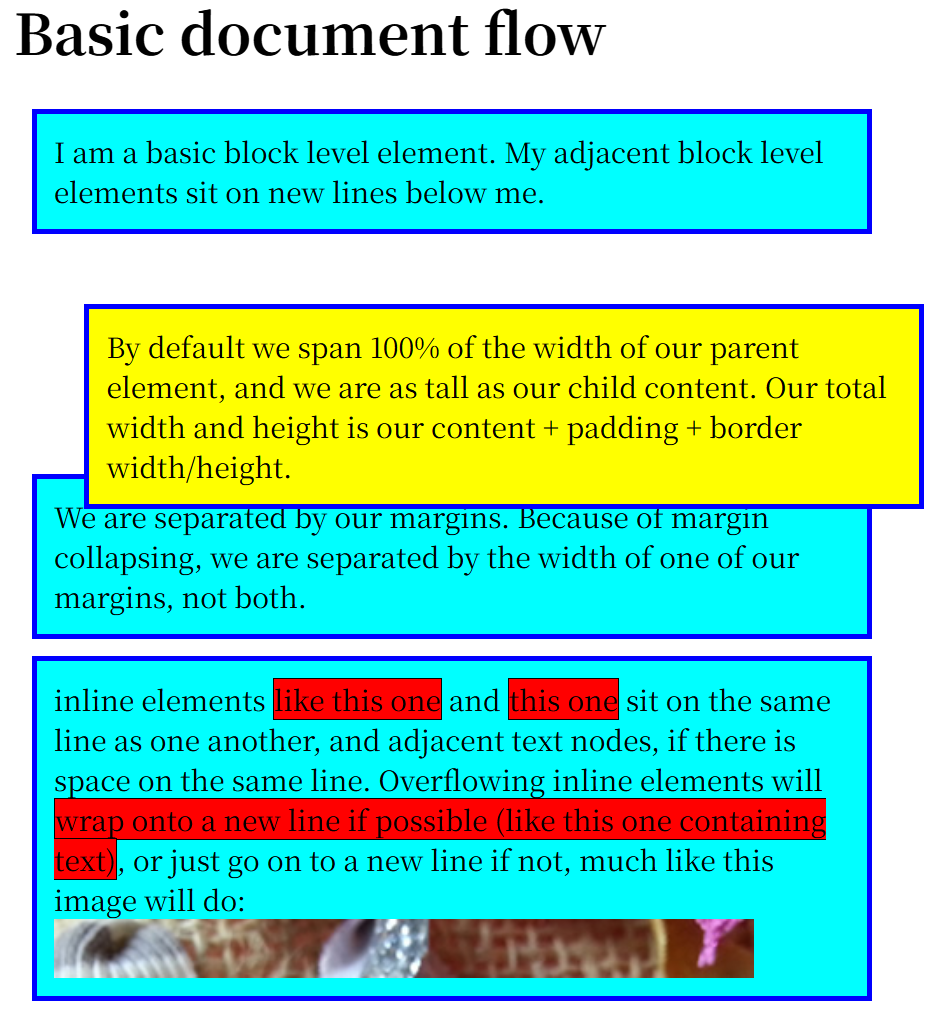 Basic document flow
I am a basic block level element. My adjacent block level
elements sit on new lines below me.
By default we span 100% of the width of our parent
element, and we are as tall as our child content. Our total
width and height is our content + padding + border
width/height.
We are separated by our margins. Because of margin
collapsing, we are separated by the width of one of our
margins, not both.
inline elements like this one and this one sit on the same
line as one another, and adjacent text nodes, if there is
space on the same line. Overflowing inline elements will
wrap onto a new line if possible (like this one containing
text), or just go on to a new line if not, much like this
image will do: